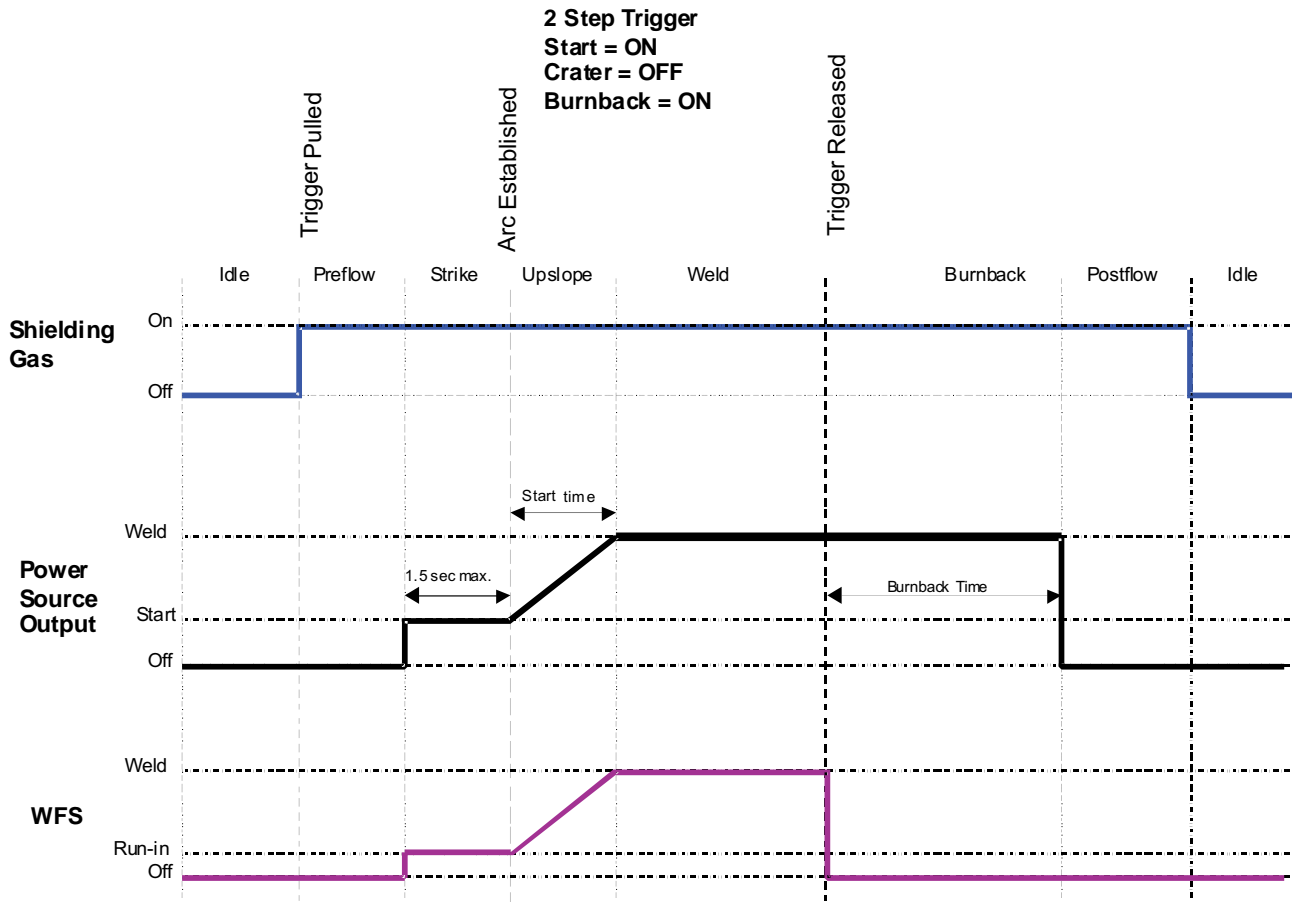 2 Step Trigger
Start = ON
Crater = OFF
Burnback = ON
Trigger Pulled
Arc Established
Trigger Released
Idle
Preflow
Strike
Upslope
Weld
Burnback
Postflow
Idle
Shielding
Gas
On
Off
Power
Source
Output
Weld
Start
Off
Start time
1.5 sec max.
Burnback Time
WFS
Weld
Run-in
Off